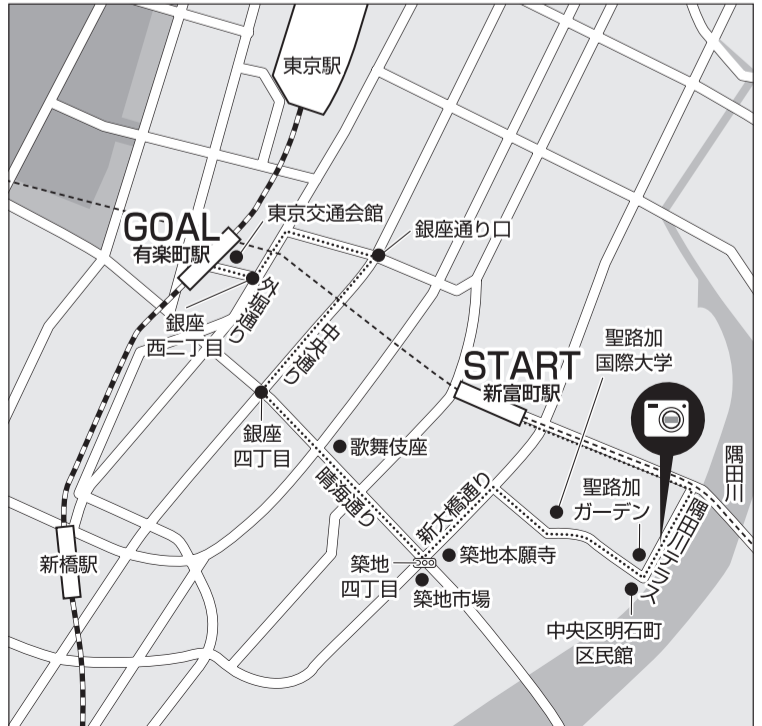 東京駅
東京交通会館
GOAL
有楽町駅
銀座通り口
外堀通り
銀座
西二丁目
中央通り
START
新富町駅
聖路加
国際大学
銀座
四丁目
歌舞伎座
晴海通り
新大橋通り
聖路加
ガーデン
隅田川
隅田川テラス
新橋駅
築地
四丁目
築地本願寺
築地市場
中央区明石町
区民館